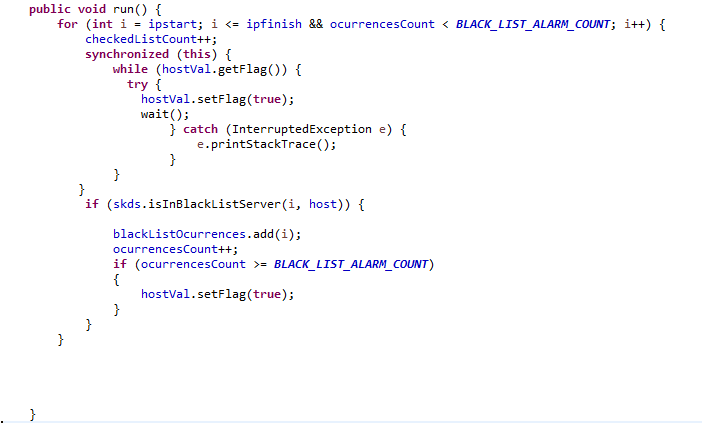 public void run() {
for (int i = ipstart; i <= ipfinish && ocurrencesCount < BLACK_LIST_ALARM_COUNT; i++) {
checkedListCount++;
synchronized (this) {
while (hostVal.getFlag()) {
try {
hostVal.setFlag(true);
wait();
} catch (InterruptedException e) {
e.printStackTrace();
}
}
}
if (skds.isInBlackListServer(i, host)) {
blackListOcurrences.add(i);
ocurrencesCount++;
if (ocurrencesCount >= BLACK_LIST_ALARM_COUNT)
{
hostVal.setFlag(true);
}
}
}
}